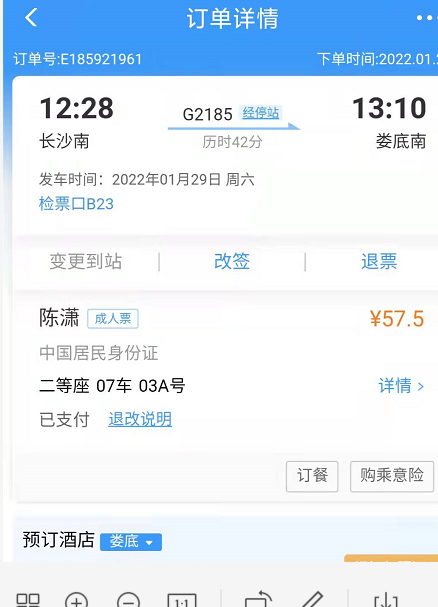 订单详情
订单号:E185921961 下单时间:2022.01.2
12:28 G2185 经停站 13:10
长沙南 历时42分 娄底南
发车时间：2022年01月29日 周六
检票口B23
变更到站 改签 退票
陈潇 成人票 ¥57.5
中国居民身份证
二等座 07车 03A号 详情
已支付 退改说明
订餐 购乘意险
预订酒店 娄底
1:1